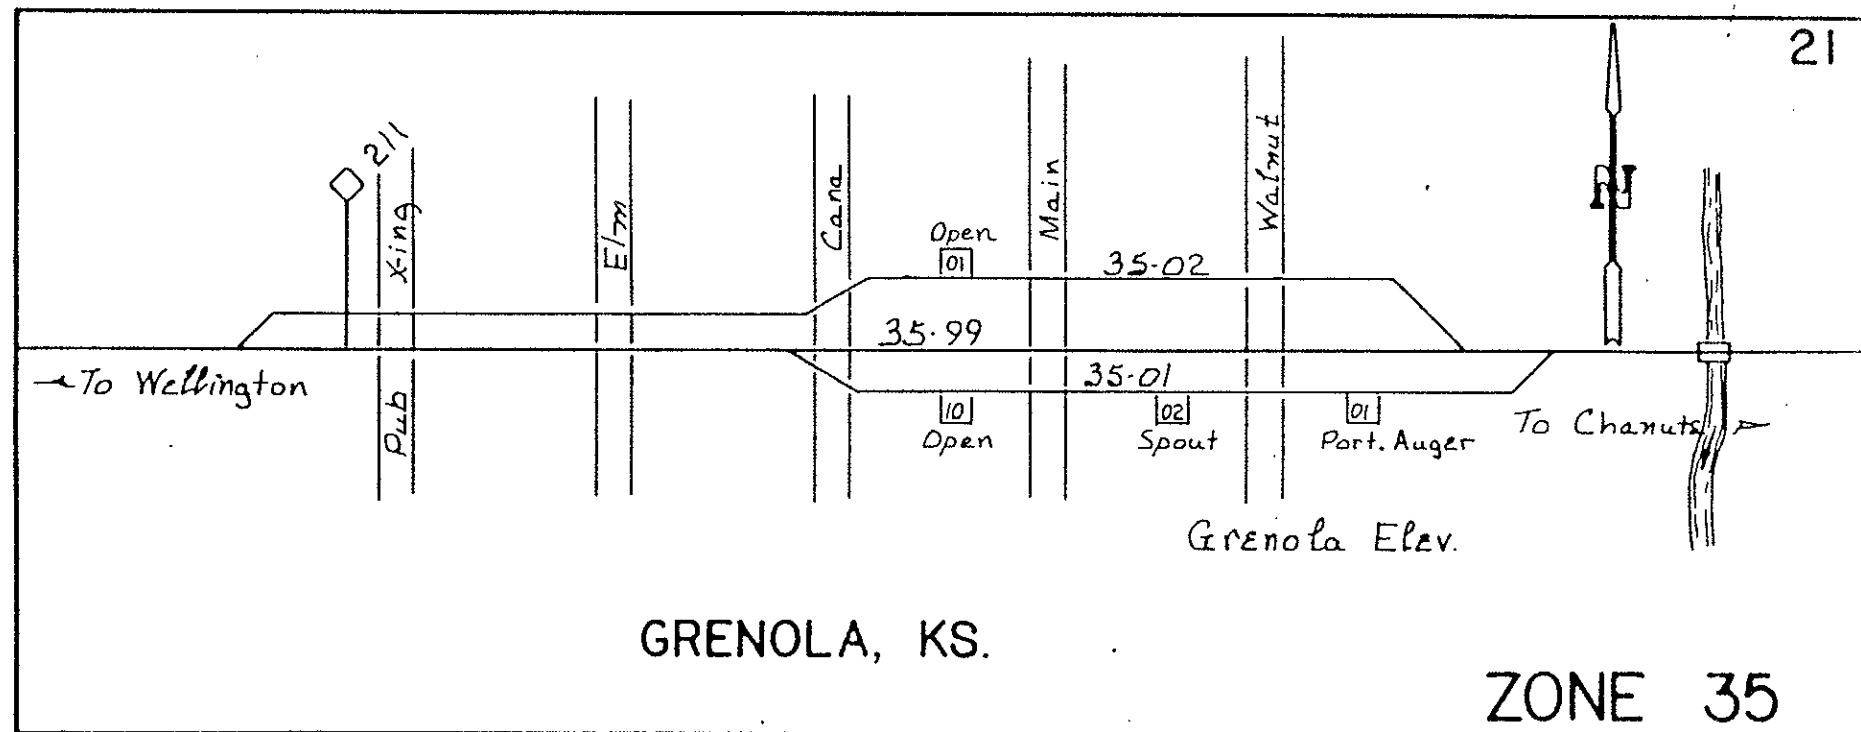 21
211
X-ing
Pub
Elm
Cana
Main
Walnut
N
Open
01
35-02
35-99
35-01
←To Wellington
10
Open
02
Spout
01
Port. Auger
To Chanuts
Grenola Elev.
GRENOLA, KS.
ZONE 35